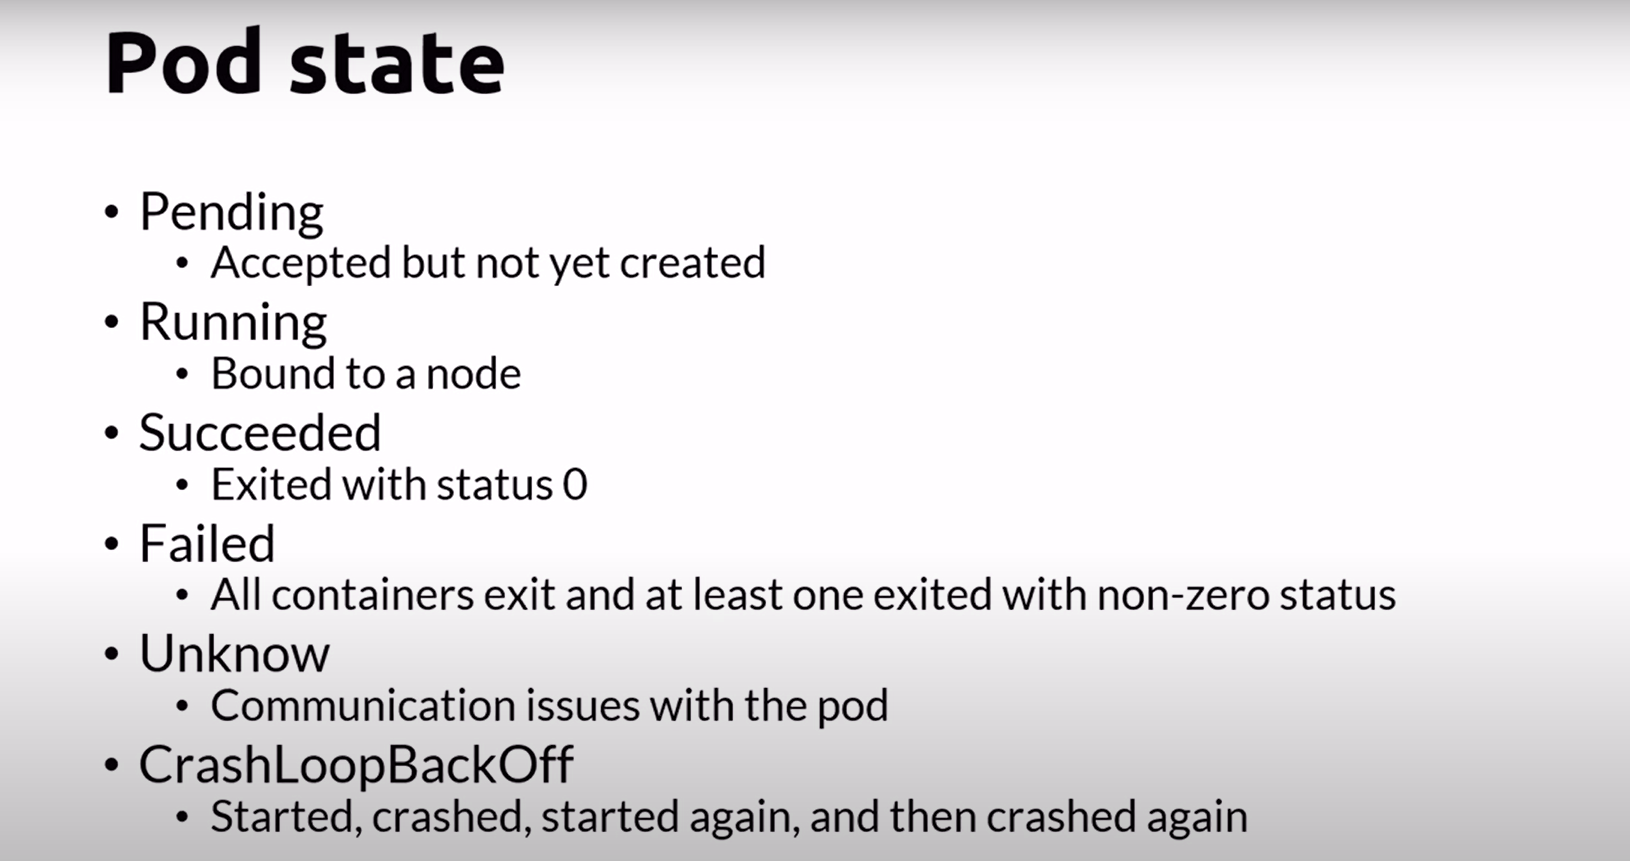 Pod state
• Pending
• Accepted but not yet created
• Running
• Bound to a node
• Succeeded
• Exited with status 0
• Failed
• All containers exit and at least one exited with non-zero status
• Unknow
• Communication issues with the pod
• CrashLoopBackOff
• Started, crashed, started again, and then crashed again